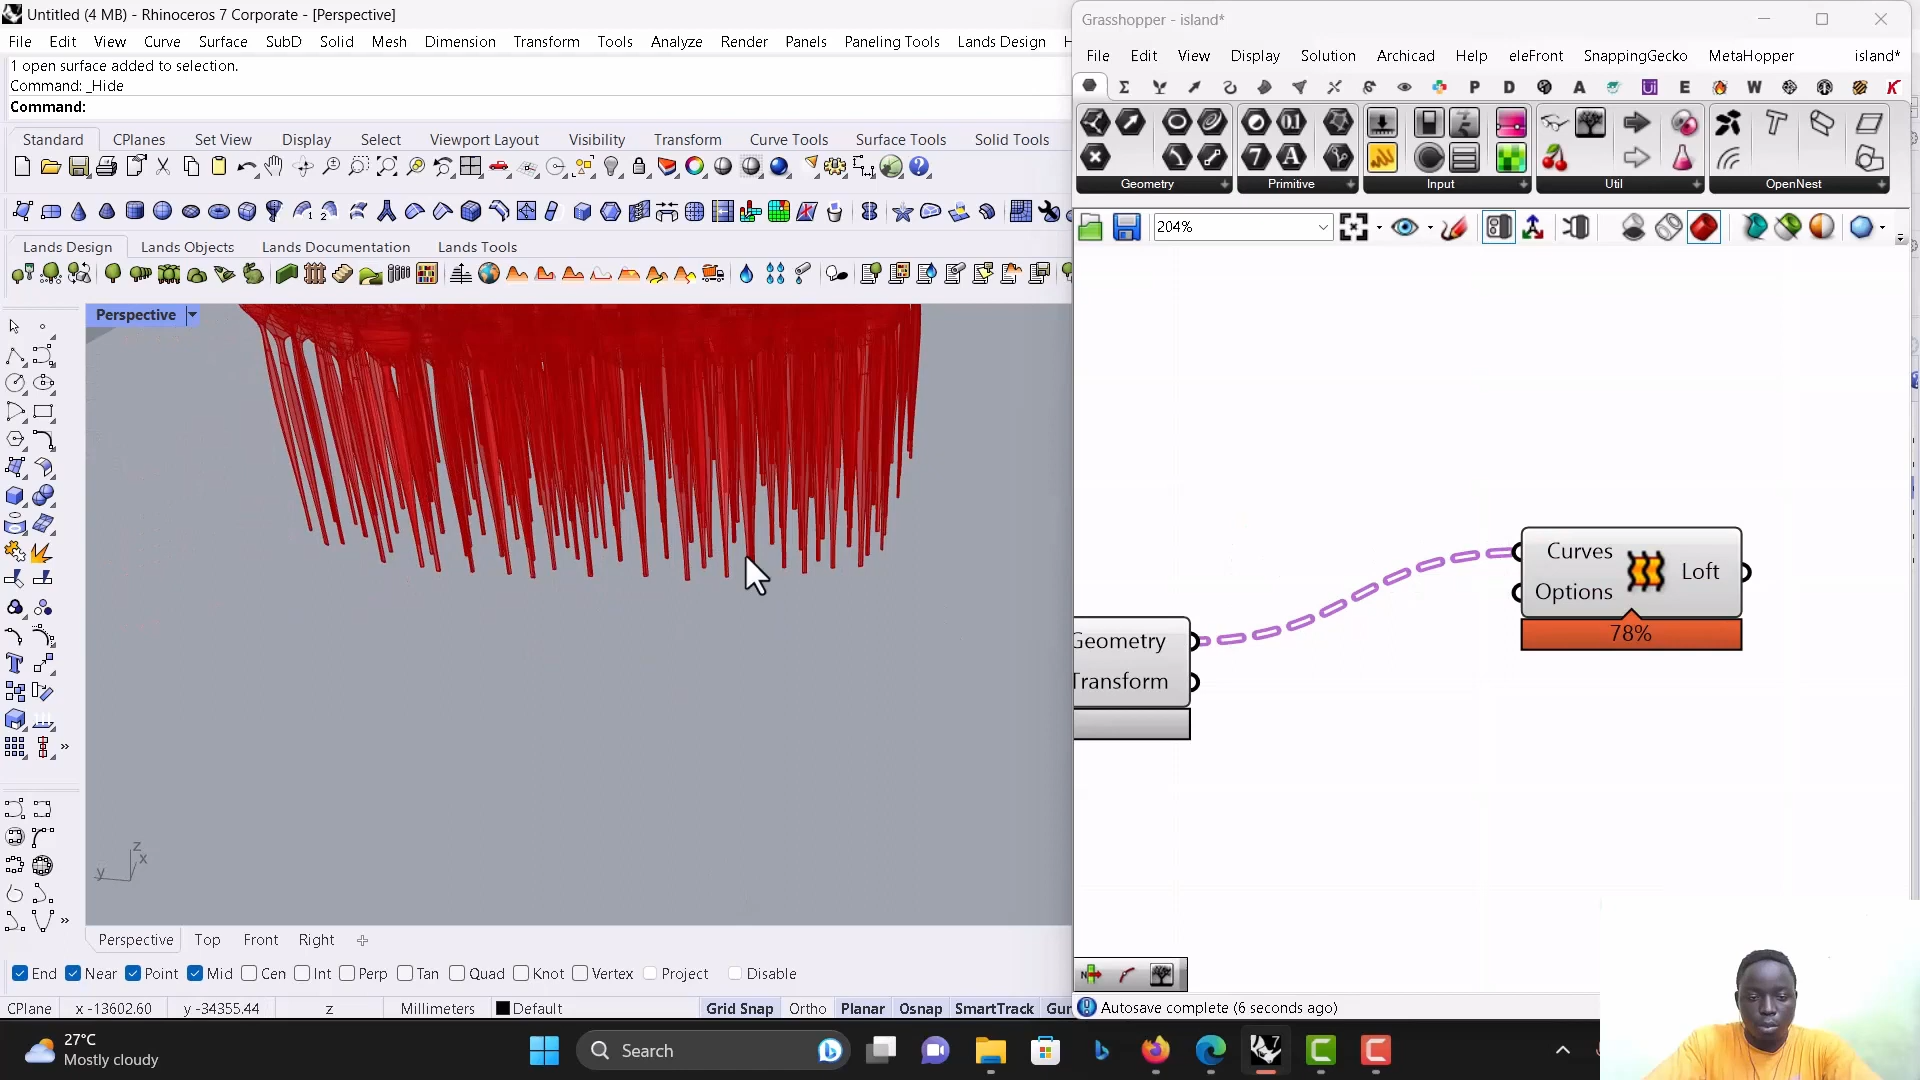 Untitled (4 MB) - Rhinoceros 7 Corporate - [Perspective]
File Edit View Curve Surface SubD Solid Mesh Dimension Transform Tools Analyze Render Panels Paneling Tools Lands Design H
1 open surface added to selection.
Command: _Hide
Command:
Standard CPlanes Set View Display Select Viewport Layout Visibility Transform Curve Tools Surface Tools Solid Tools
Lands Design Lands Objects Lands Documentation Lands Tools
Perspective
z
x
y
Perspective Top Front Right
End Near Point Mid Cen Int Perp Tan Quad Knot Vertex Project Disable
CPlane x -13602.60 y -34355.44 z Millimeters Default Grid Snap Ortho Planar Osnap SmartTrack Gur
Grasshopper - island*
File Edit View Display Solution Archicad Help eleFront SnappingGecko MetaHopper island*
Geometry Primitive Input Util OpenNest
204%
Curves
Options
Loft
78%
Geometry
Transform
Autosave complete (6 seconds ago)
27°C
Mostly cloudy
Search